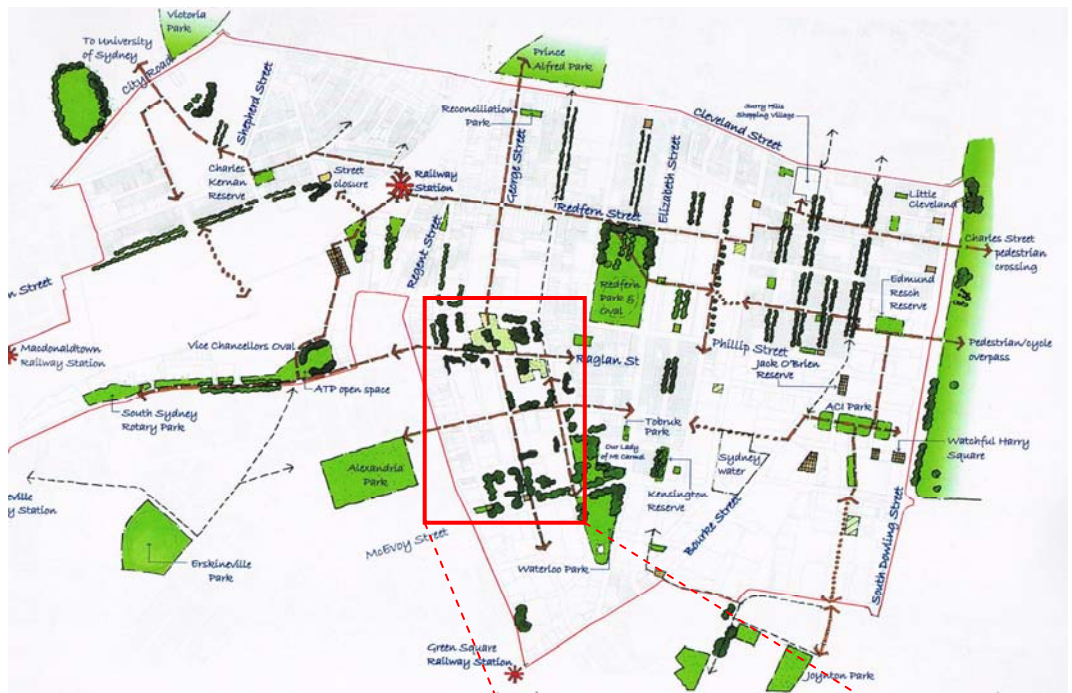 Victoria
Park
To University
of Sydney
City Road
Shepherd Street
Prince
Alfred Park
Reconciliation
Park
George Street
Cleveland Street
Surry Hills
Shopping Village
Elizabeth Street
Charles
Kernan
Reserve
Street
closure
Railway
Station
Redfern Street
Little
Cleveland
Regent Street
Charles Street
pedestrian
crossing
Edmund
Resch
Reserve
Redfern
Park &
Oval
n Street
Macdonaldtown
Railway Station
Vice Chancellors Oval
Raglan St
Phillip Street
Jack O'Brien
Reserve
Pedestrian/cycle
overpass
ATP open space
South Sydney
Rotary Park
Tobruk
Park
ACI Park
Our Lady
of Mt Carmel
Sydney
water
Watchful Harry
Square
Alexandria
Park
Kensington
Reserve
eville
y Station
Bourke Street
McEvoy Street
Erskineville
Park
Waterloo Park
South Dowling Street
Green Square
Railway Station
Joynton Park